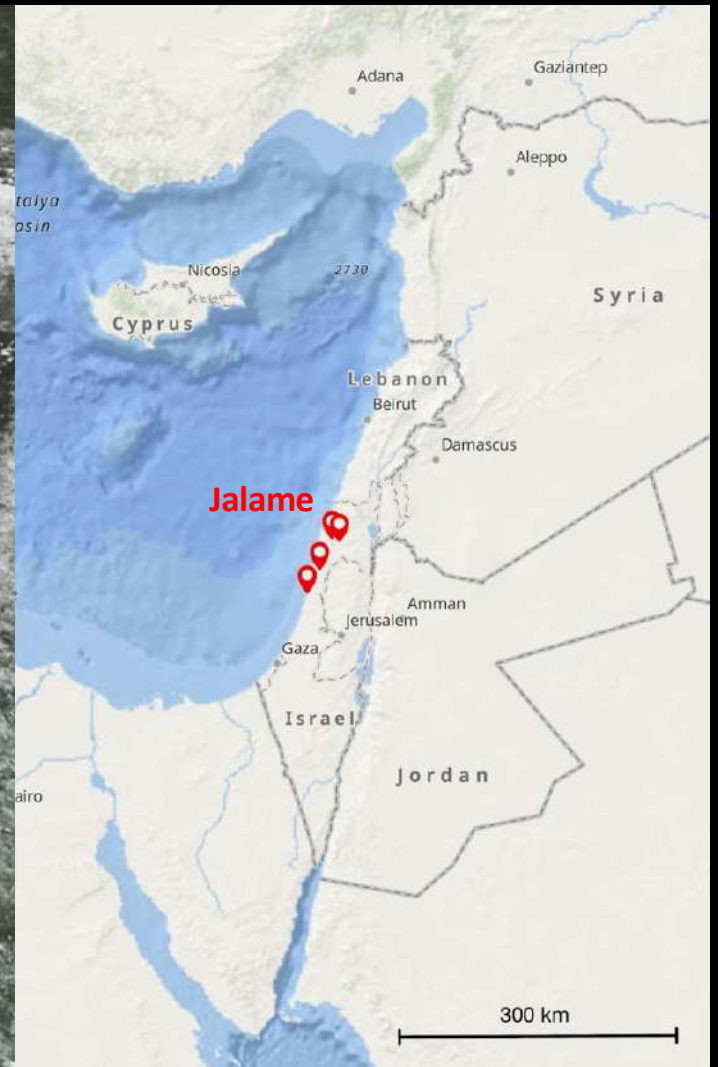 Adana
Gaziantep
Aleppo
talya
asin
Nicosia
2730
Syria
Cyprus
Lebanon
Beirut
Damascus
Jalame
Amman
Jerusalem
Gaza
Israel
Jordan
airo
300 km